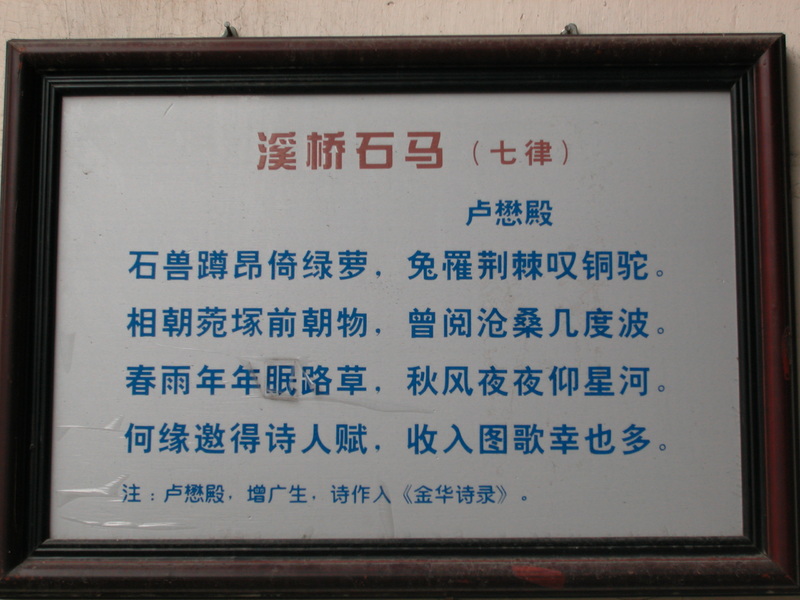 溪桥石马（七律）
卢懋殿
石兽蹲昂倚绿萝，兔罹荆棘叹铜驼。
相朝菀塚前朝物，曾阅沧桑几度波。
春雨年年眠路草，秋风夜夜仰星河。
何缘邀得诗人赋，收入图歌幸也多。
注：卢懋殿，增广生，诗作入《金华诗录》。